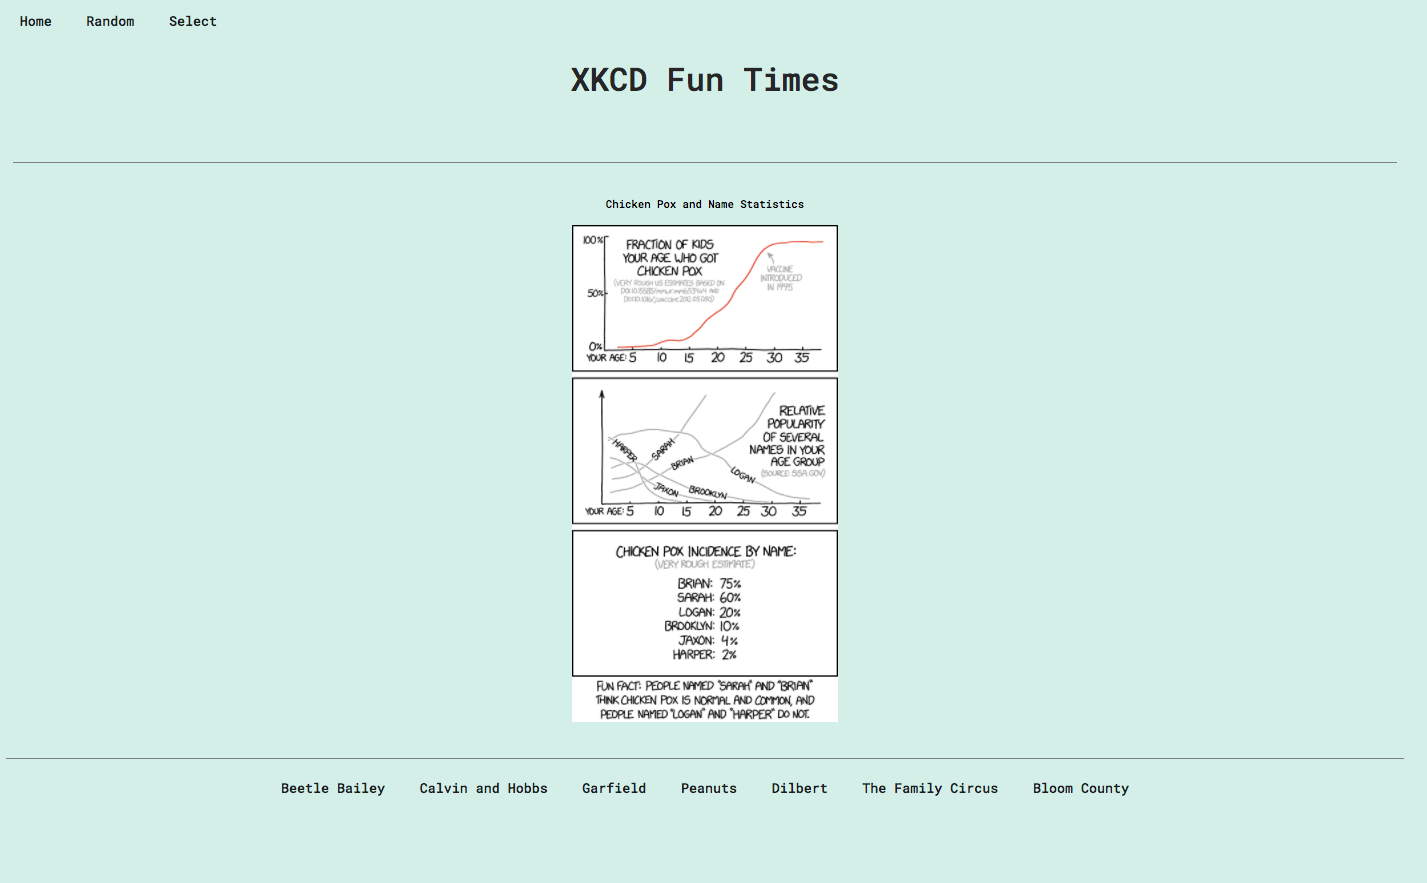 Home Random Select
XKCD Fun Times
Chicken Pox and Name Statistics
100%
FRACTION OF KIDS
YOUR AGE WHO GOT
CHICKEN POX
(VERY ROUGH US ESTIMATES BASED ON
VACCINE
INTRODUCED
IN 1995
50%
0%
YOUR AGE: 5 10 15 20 25 30 35
RELATIVE
POPULARITY
OF SEVERAL
NAMES IN YOUR
AGE GROUP
(SOURCE: SSA.GOV)
HARPER
SARAH
BRIAN
LOGAN
JAXON
BROOKLYN
YOUR AGE: 5 10 15 20 25 30 35
CHICKEN POX INCIDENCE BY NAME:
(VERY ROUGH ESTIMATE)
BRIAN: 75%
SARAH: 60%
LOGAN: 20%
BROOKLYN: 10%
JAXON: 4%
HARPER: 2%
FUN FACT: PEOPLE NAMED "SARAH" AND "BRIAN"
THINK CHICKEN POX IS NORMAL AND COMMON, AND
PEOPLE NAMED "LOGAN" AND "HARPER" DO NOT.
Beetle Bailey Calvin and Hobbs Garfield Peanuts Dilbert The Family Circus Bloom County